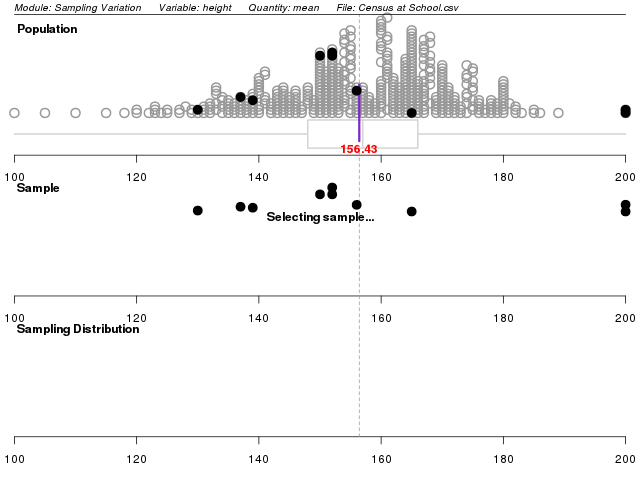 Module: Sampling Variation Variable: height Quantity: mean File: Census at School.csv
Population
156.43
100 120 140 160 180 200
Sample
Selecting sample...
100 120 140 160 180 200
Sampling Distribution
100 120 140 160 180 200